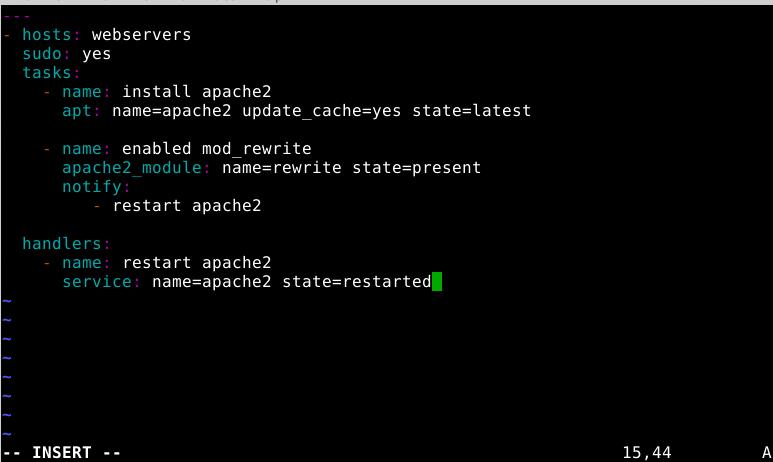 ---
- hosts: webservers
  sudo: yes
  tasks:
    - name: install apache2
      apt: name=apache2 update_cache=yes state=latest

    - name: enabled mod_rewrite
      apache2_module: name=rewrite state=present
      notify:
         - restart apache2

  handlers:
    - name: restart apache2
      service: name=apache2 state=restarted
~
~
~
~
~
~
~
~
-- INSERT --                                                  15,44         A